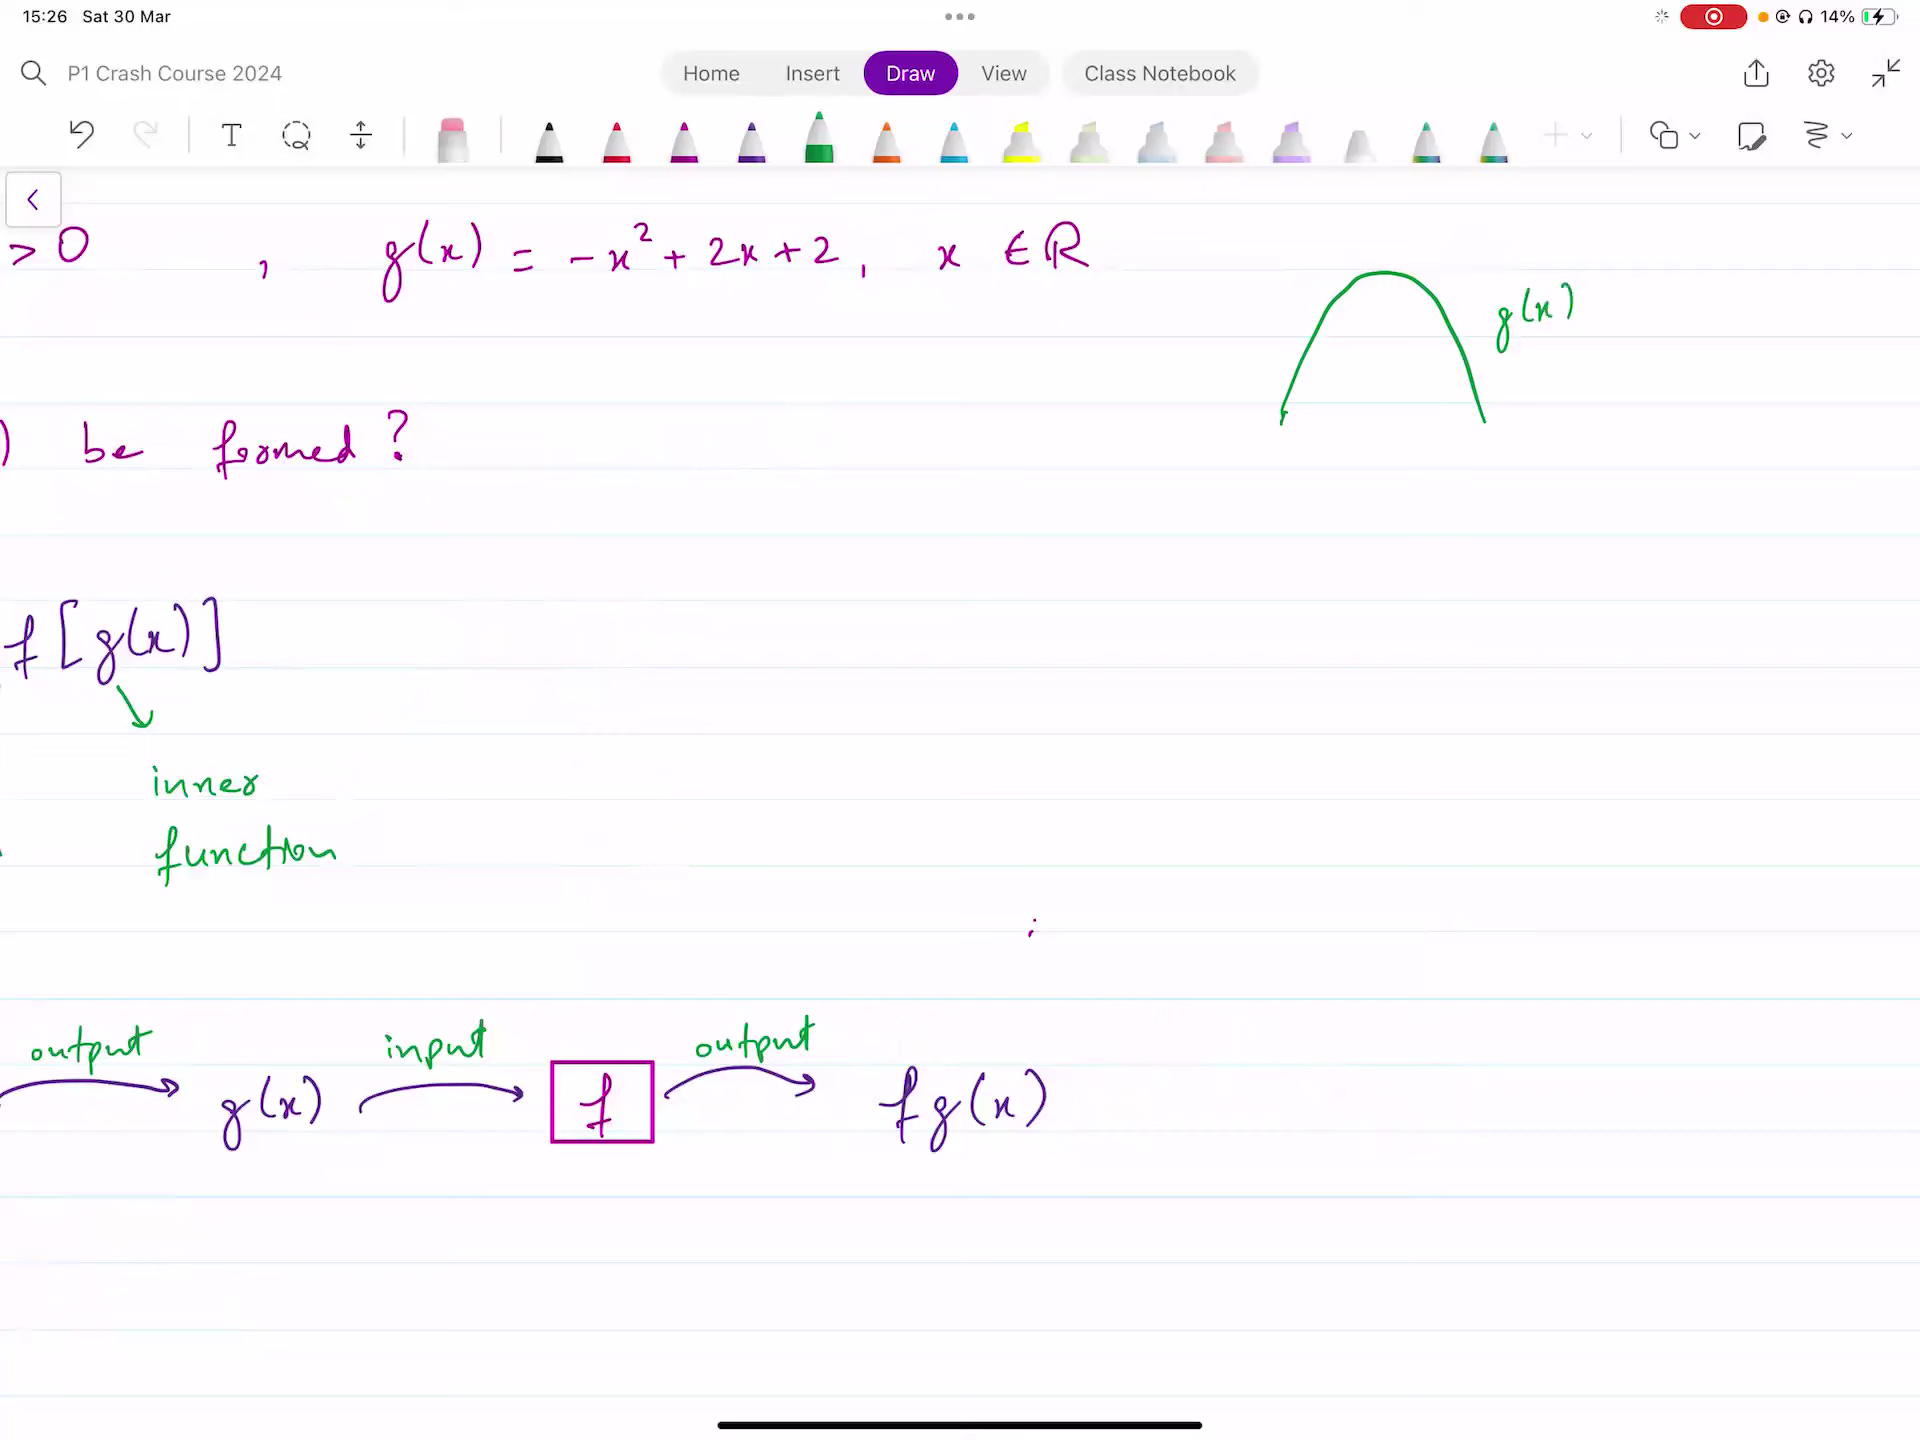 15:26 Sat 30 Mar
14%
P1 Crash Course 2024
Home Insert Draw View Class Notebook
T
> 0 , g(x) = -x² + 2x + 2 , x ∈ ℝ
g(x)
) be formed ?
f [g(x)]
inner
function
output input output
g(x) f fg(x)